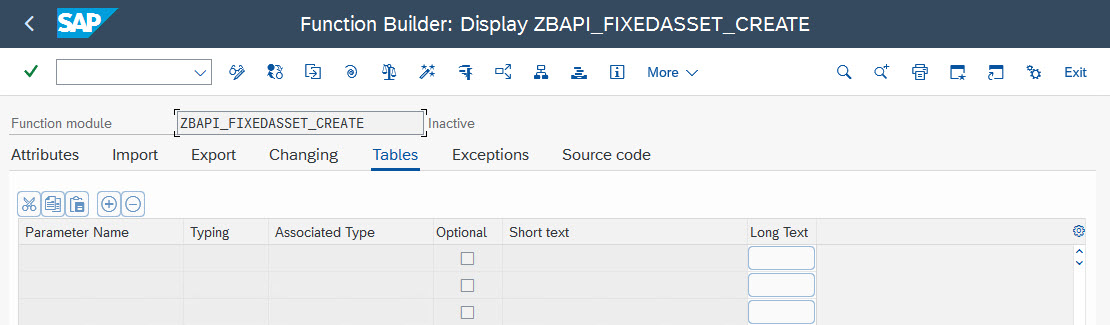 SAP Function Builder: Display ZBAPI_FIXEDASSET_CREATE
More Exit
Function module ZBAPI_FIXEDASSET_CREATE Inactive
Attributes Import Export Changing Tables Exceptions Source code
Parameter Name Typing Associated Type Optional Short text Long Text